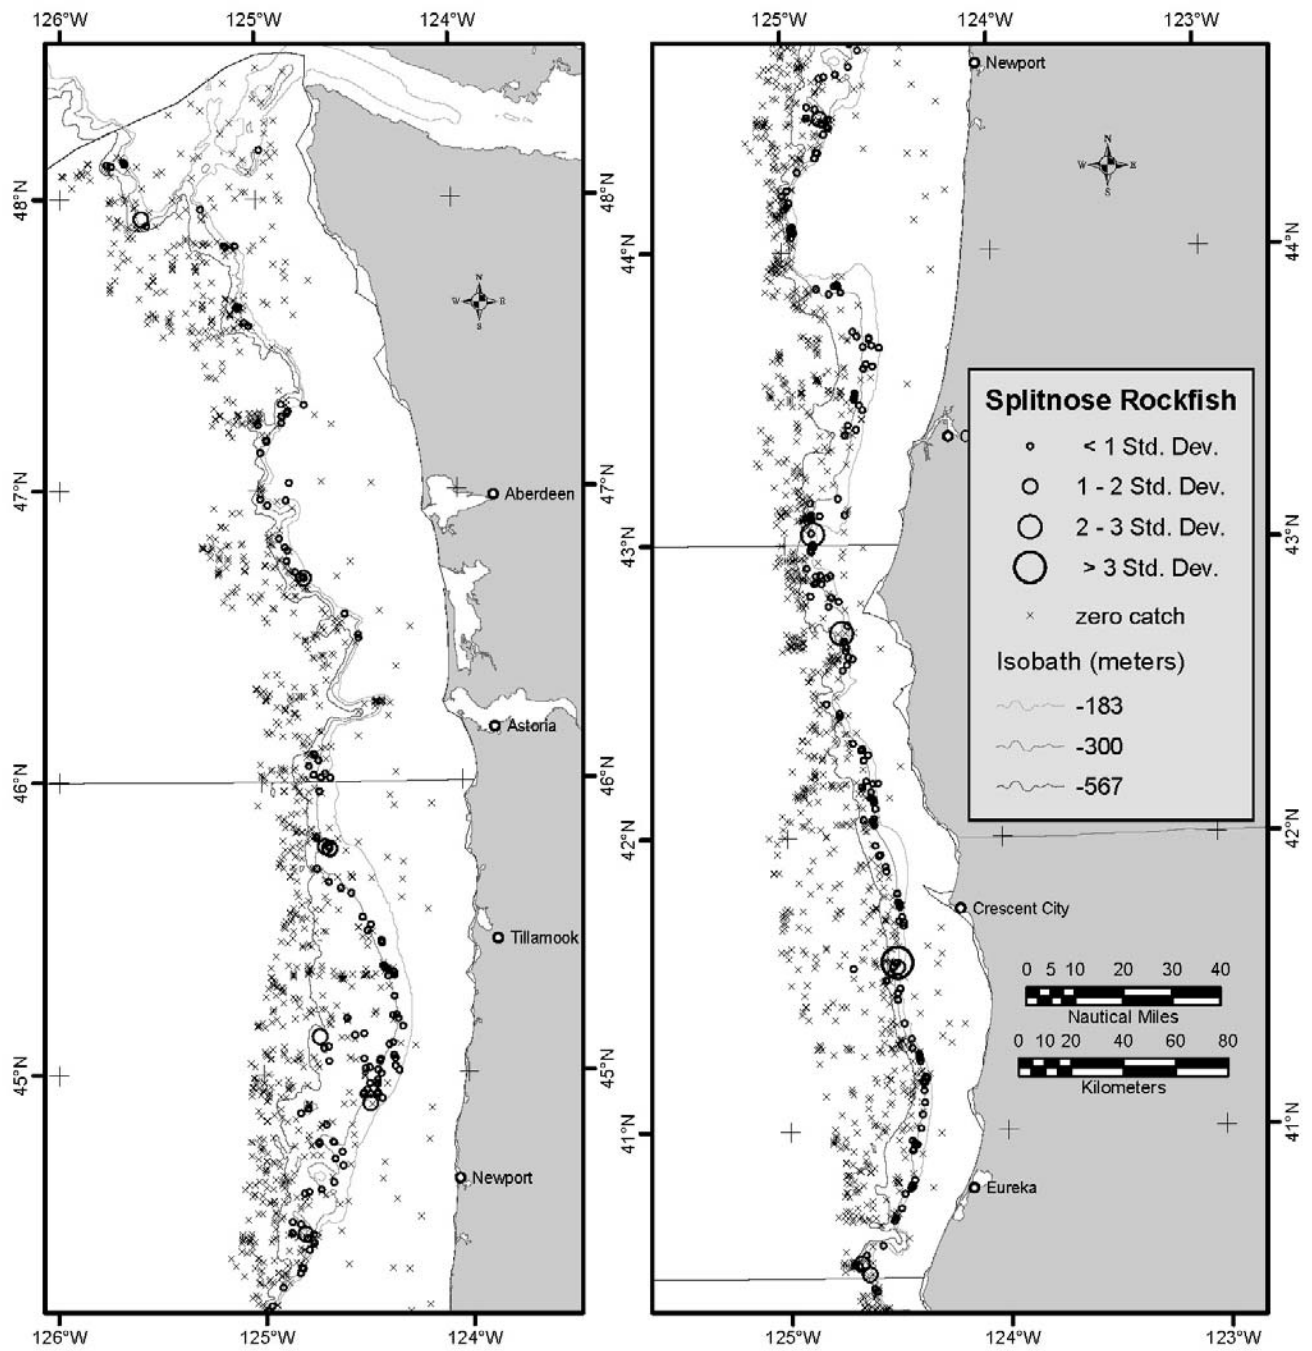 126°W 125°W 124°W 125°W 124°W 123°W
48°N
47°N
46°N
45°N
48°N
47°N
46°N
45°N
N
W E
S
Aberdeen
Astoria
Tillamook
Newport
126°W 125°W 124°W
44°N
43°N
42°N
41°N
44°N
43°N
42°N
41°N
Newport
N
W E
S
Splitnose Rockfish
< 1 Std. Dev.
1 - 2 Std. Dev.
2 - 3 Std. Dev.
> 3 Std. Dev.
zero catch
Isobath (meters)
-183
-300
-567
Crescent City
0 5 10 20 30 40
Nautical Miles
0 10 20 40 60 80
Kilometers
Eureka
125°W 124°W 123°W